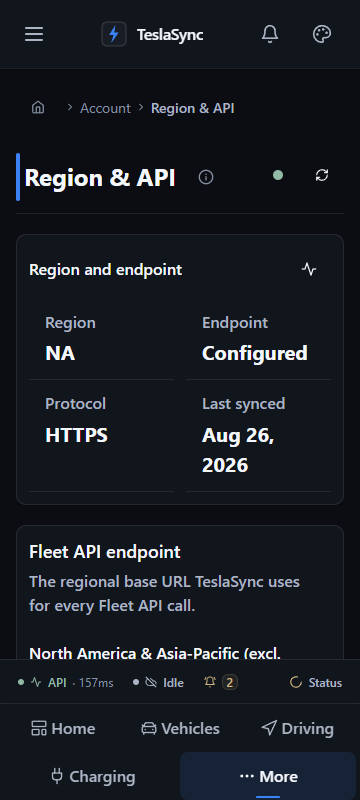 TeslaSync
Account
Region & API
Region & API
Region and endpoint
Region
Endpoint
NA
Configured
Protocol
Last synced
HTTPS
Aug 26,
2026
Fleet API endpoint
The regional base URL TeslaSync uses
for every Fleet API call.
North America & Asia-Pacific (excl.
API · 157ms
Idle
2
Status
Home
Vehicles
Driving
Charging
More